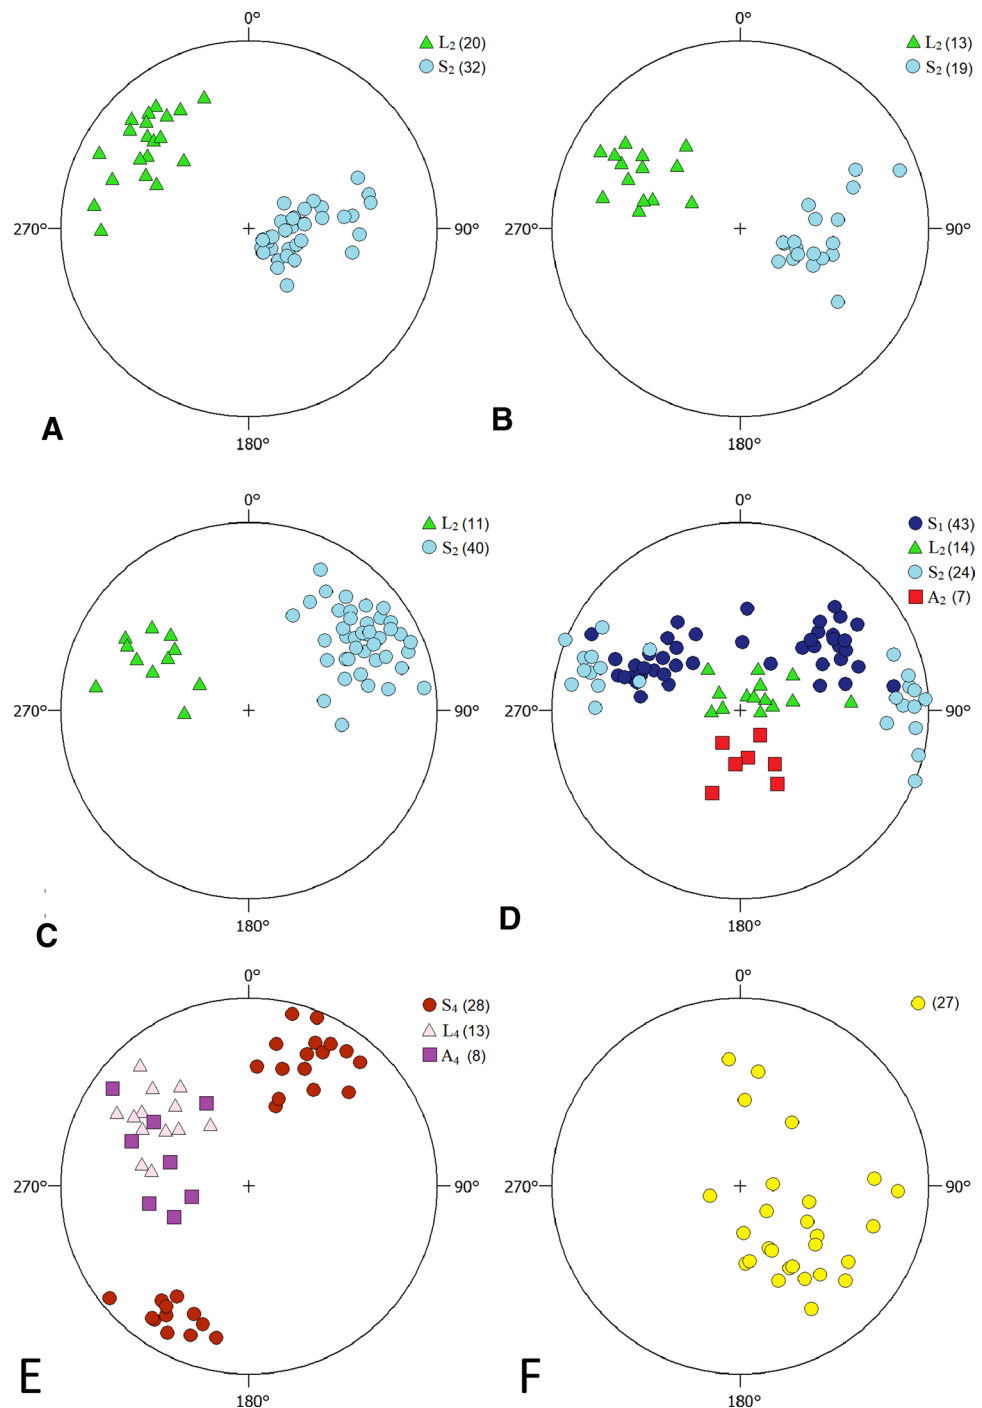 0°
L₂ (20)
S₂ (32)
270°
90°
180°
A
0°
L₂ (13)
S₂ (19)
270°
90°
180°
B
0°
L₂ (11)
S₂ (40)
270°
90°
180°
C
0°
S₁ (43)
L₂ (14)
S₂ (24)
A₂ (7)
270°
90°
180°
D
0°
S₄ (28)
L₄ (13)
A₄ (8)
270°
90°
180°
E
0°
(27)
270°
90°
180°
F